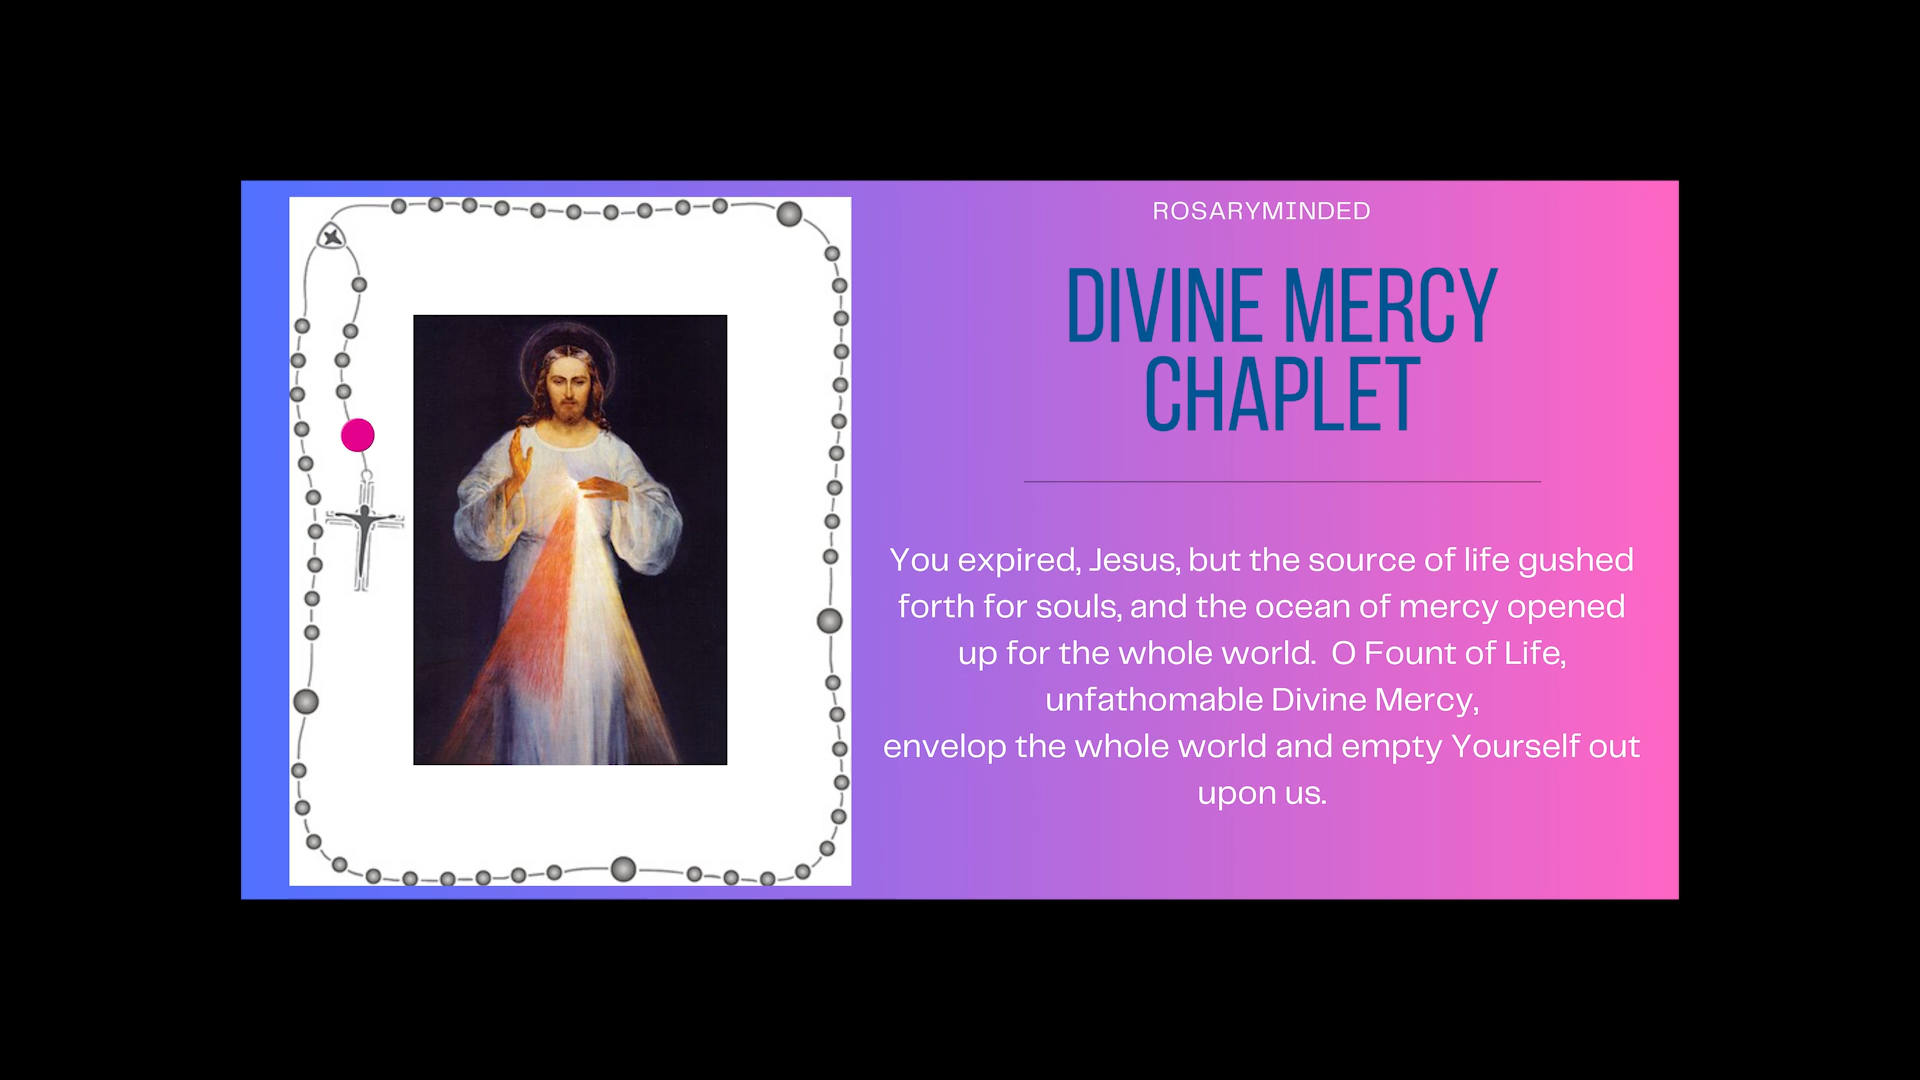 ROSARYMINDED
DIVINE MERCY
CHAPLET
You expired, Jesus, but the source of life gushed
forth for souls, and the ocean of mercy opened
up for the whole world.  O Fount of Life,
unfathomable Divine Mercy,
envelop the whole world and empty Yourself out
upon us.